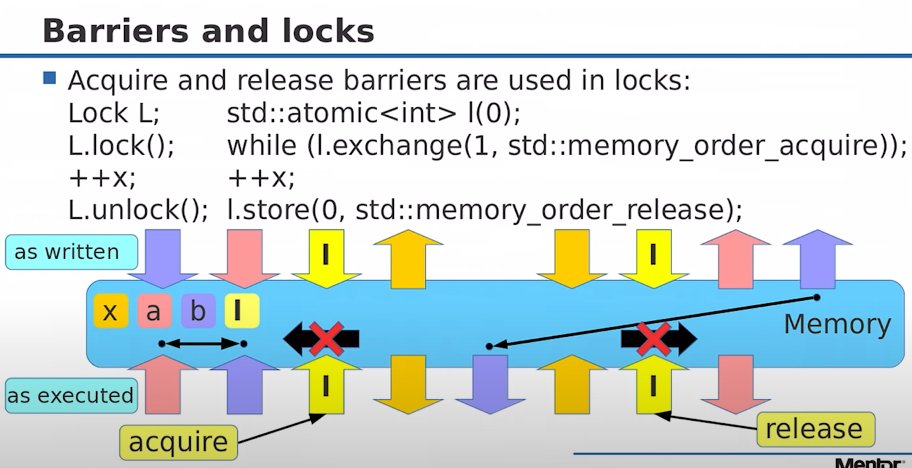 Barriers and locks
Acquire and release barriers are used in locks:
Lock L; std::atomic<int> l(0);
L.lock(); while (l.exchange(1, std::memory_order_acquire));
++x; ++x;
L.unlock(); l.store(0, std::memory_order_release);
as written
l
l
x a b l
Memory
as executed
l
l
acquire
release
Mentor